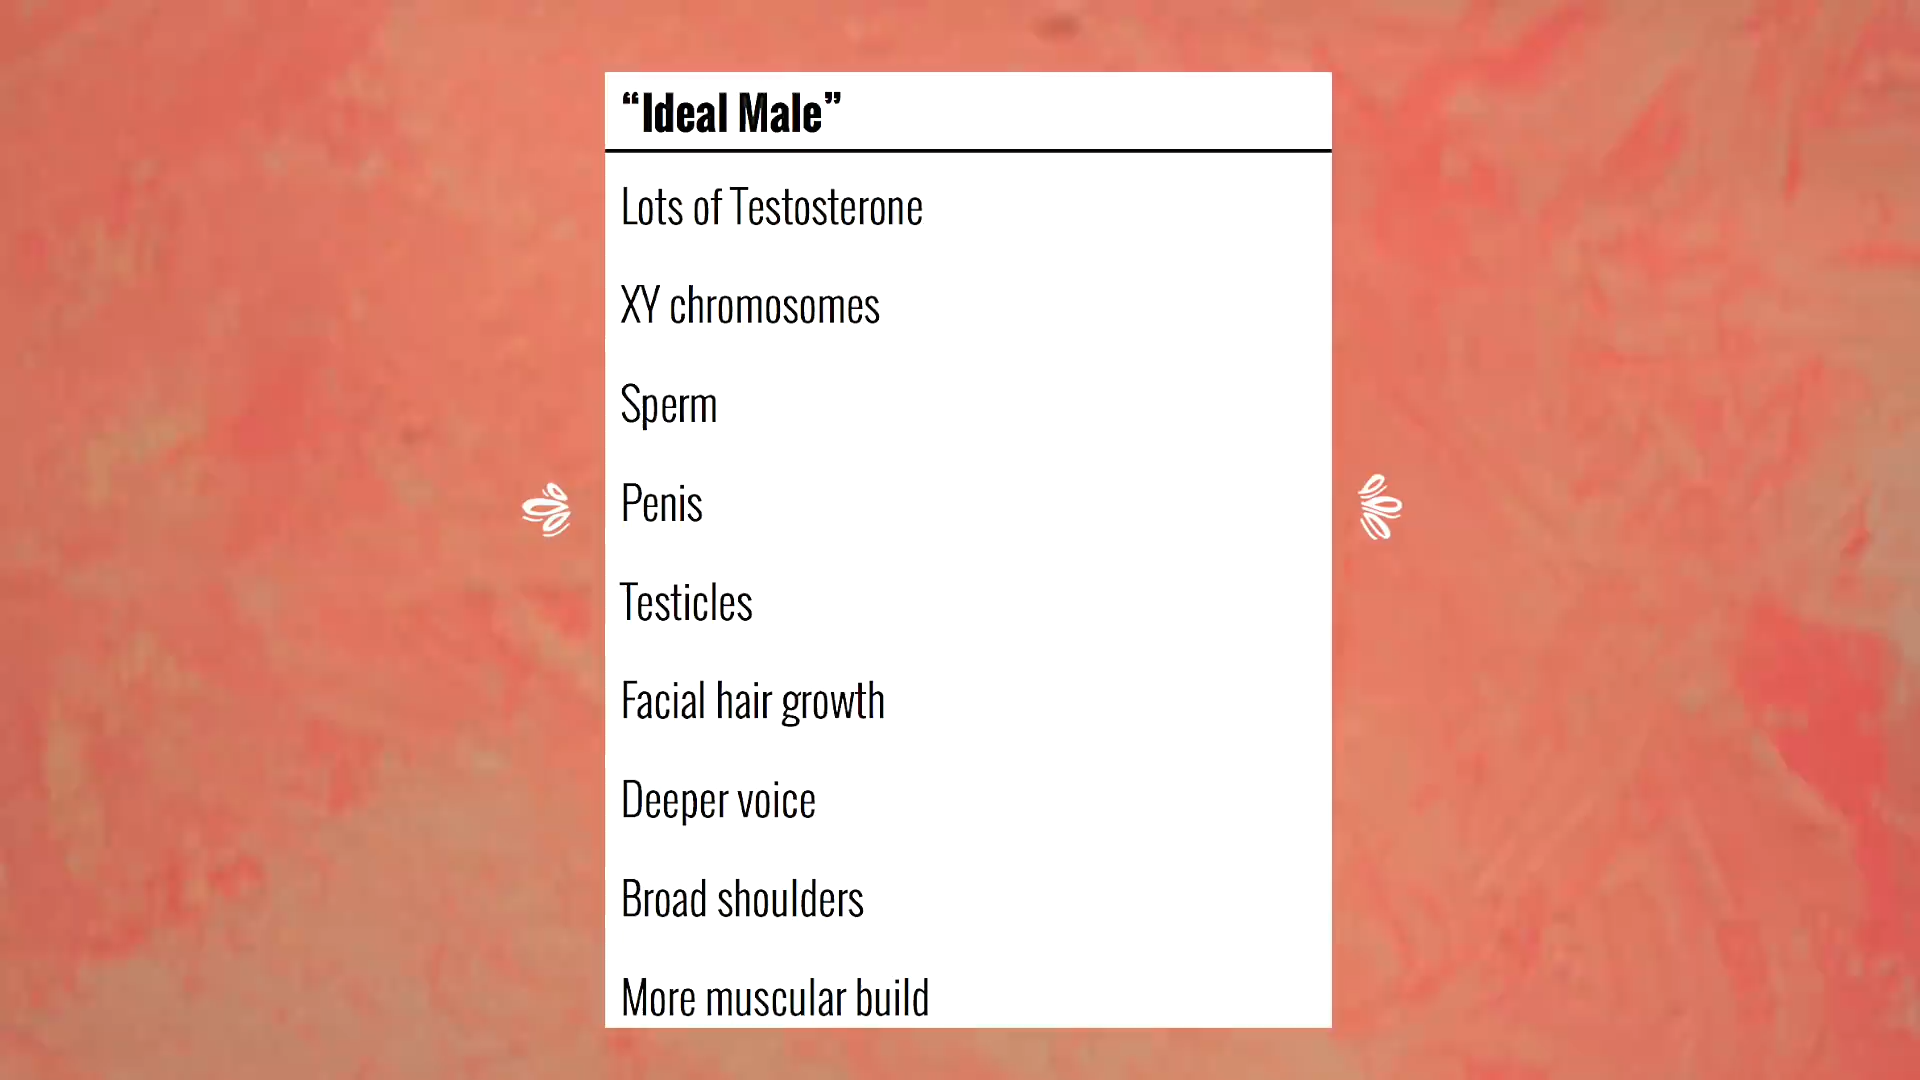 “Ideal Male”
Lots of Testosterone
XY chromosomes
Sperm
Penis
Testicles
Facial hair growth
Deeper voice
Broad shoulders
More muscular build